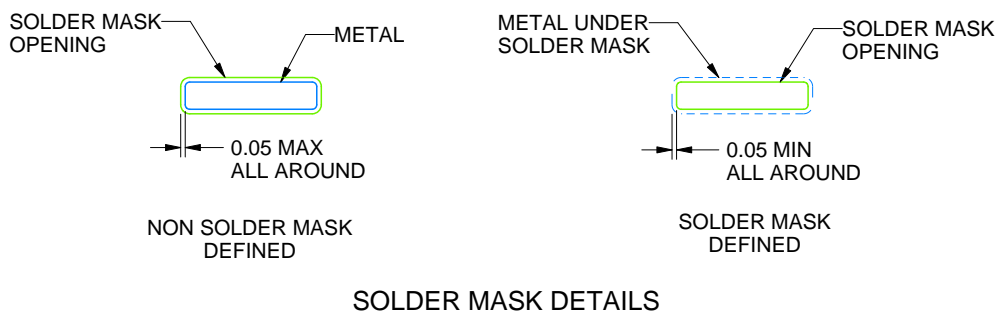 SOLDER MASK
OPENING
METAL
0.05 MAX
ALL AROUND
NON SOLDER MASK
DEFINED
METAL UNDER
SOLDER MASK
SOLDER MASK
OPENING
0.05 MIN
ALL AROUND
SOLDER MASK
DEFINED
SOLDER MASK DETAILS